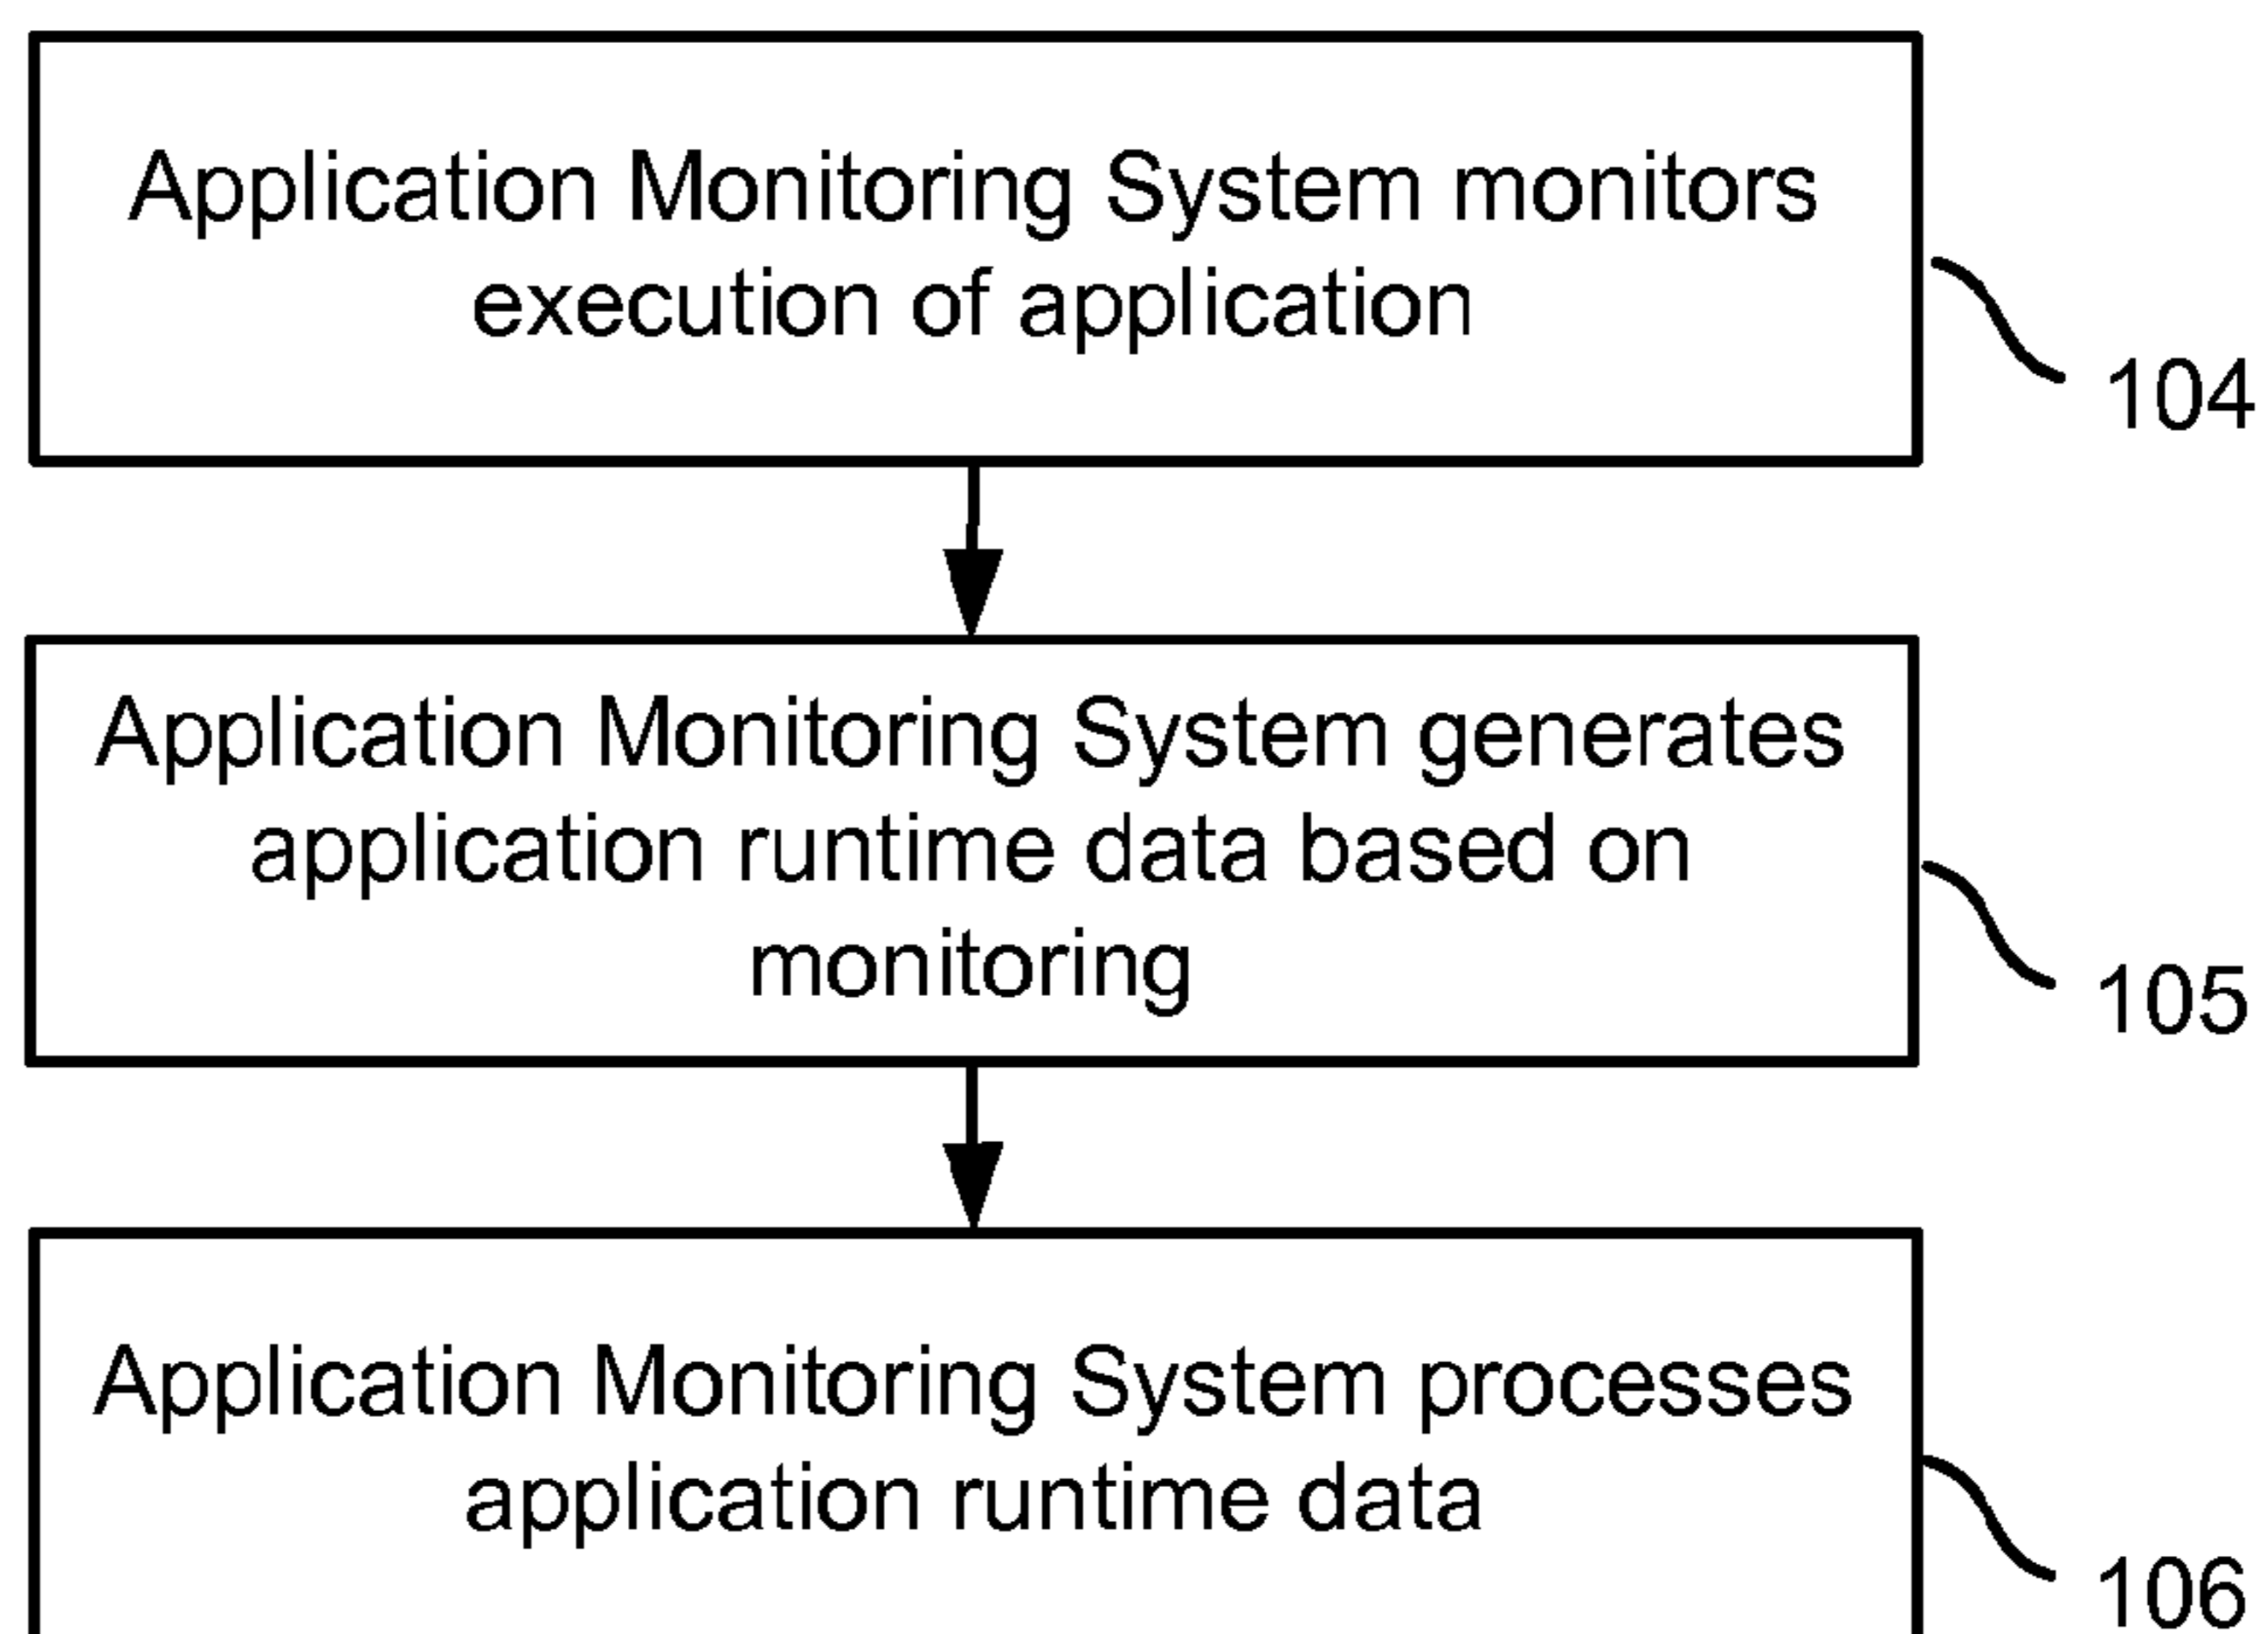 Application Monitoring System monitors
execution of application
104
Application Monitoring System generates
application runtime data based on
monitoring
105
Application Monitoring System processes
application runtime data
106